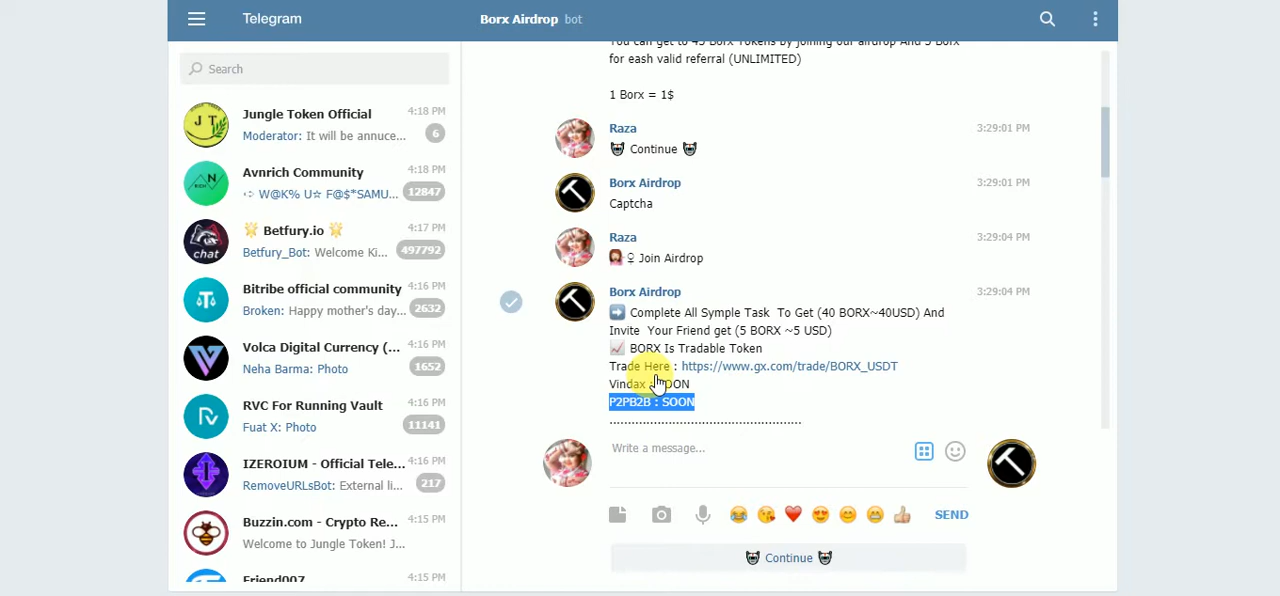 Telegram
Borx Airdrop bot
Search
Jungle Token Official 4:18 PM
Moderator: It will be annuce... 6
Avnrich Community 4:18 PM
W@K% U☆ F@$*SAMU... 12847
🌟 Betfury.io 🌟 4:17 PM
Betfury_Bot: Welcome Ki... 497792
Bitribe official community 4:16 PM
Broken: Happy mother's day... 2632
Volca Digital Currency (... 4:16 PM
Neha Barma: Photo 1652
RVC For Running Vault 4:16 PM
Fuat X: Photo 11141
IZEROIUM - Official Tele... 4:16 PM
RemoveURLsBot: External li... 217
Buzzin.com - Crypto Re... 4:15 PM
Welcome to Jungle Token! J...
Friend007 4:15 PM
You can get to 45 Borx Tokens by joining our airdrop And 5 Borx
for eash valid referral (UNLIMITED)
1 Borx = 1$
Raza 3:29:01 PM
Continue
Borx Airdrop 3:29:01 PM
Captcha
Raza 3:29:04 PM
Join Airdrop
Borx Airdrop 3:29:04 PM
➡️ Complete All Symple Task To Get (40 BORX~40USD) And
Invite Your Friend get (5 BORX ~5 USD)
📈 BORX Is Tradable Token
Trade Here : https://www.gx.com/trade/BORX_USDT
Vindax : SOON
P2PB2B : SOON
....................................................
Write a message...
SEND
Continue
JT
N
RICH
chat